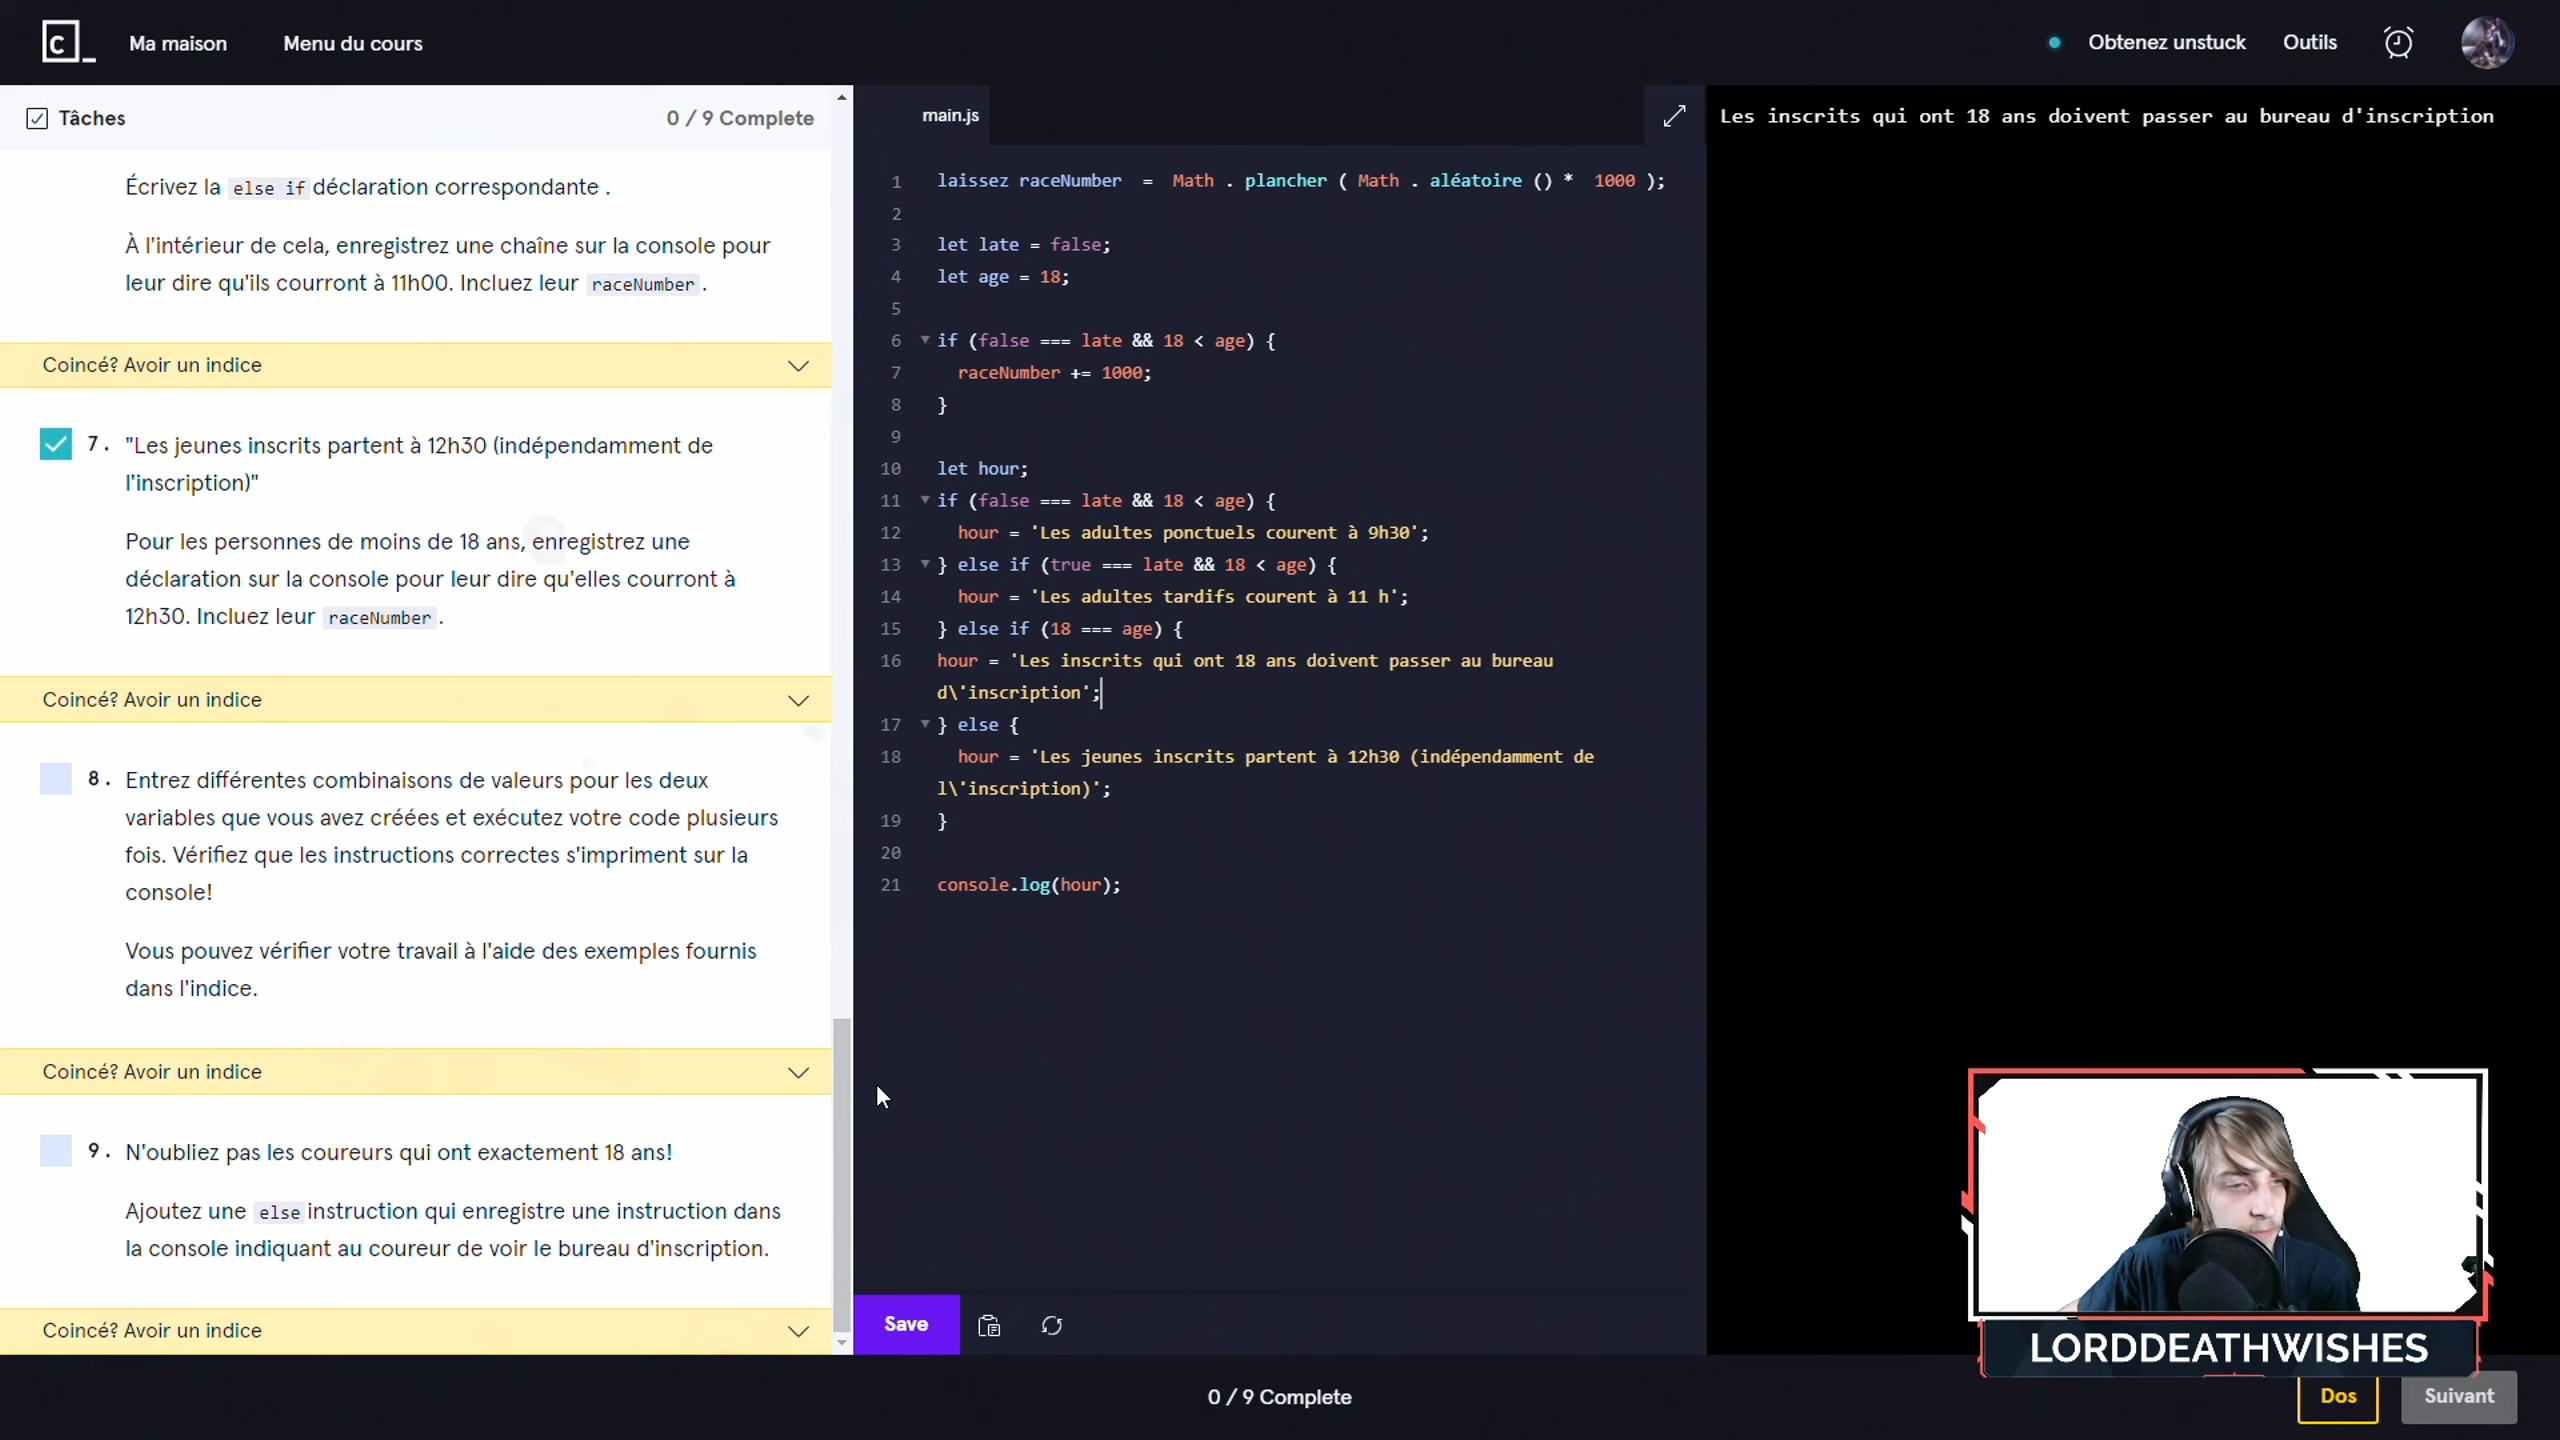 C_
Ma maison
Menu du cours
Obtenez unstuck
Outils
Tâches
0 / 9 Complete
Écrivez la else if déclaration correspondante .
À l'intérieur de cela, enregistrez une chaîne sur la console pour
leur dire qu'ils courront à 11h00. Incluez leur raceNumber .
Coincé? Avoir un indice
7. "Les jeunes inscrits partent à 12h30 (indépendamment de
l'inscription)"
Pour les personnes de moins de 18 ans, enregistrez une
déclaration sur la console pour leur dire qu'elles courront à
12h30. Incluez leur raceNumber .
Coincé? Avoir un indice
8. Entrez différentes combinaisons de valeurs pour les deux
variables que vous avez créées et exécutez votre code plusieurs
fois. Vérifiez que les instructions correctes s'impriment sur la
console!
Vous pouvez vérifier votre travail à l'aide des exemples fournis
dans l'indice.
Coincé? Avoir un indice
9. N'oubliez pas les coureurs qui ont exactement 18 ans!
Ajoutez une else instruction qui enregistre une instruction dans
la console indiquant au coureur de voir le bureau d'inscription.
Coincé? Avoir un indice
main.js
1 laissez raceNumber = Math . plancher ( Math . aléatoire () * 1000 );
2
3 let late = false;
4 let age = 18;
5
6 if (false === late && 18 < age) {
7 raceNumber += 1000;
8 }
9
10 let hour;
11 if (false === late && 18 < age) {
12 hour = 'Les adultes ponctuels courent à 9h30';
13 } else if (true === late && 18 < age) {
14 hour = 'Les adultes tardifs courent à 11 h';
15 } else if (18 === age) {
16 hour = 'Les inscrits qui ont 18 ans doivent passer au bureau
d\'inscription';
17 } else {
18 hour = 'Les jeunes inscrits partent à 12h30 (indépendamment de
l\'inscription)';
19 }
20
21 console.log(hour);
Save
Les inscrits qui ont 18 ans doivent passer au bureau d'inscription
LORDDEATHWISHES
0 / 9 Complete
Dos
Suivant